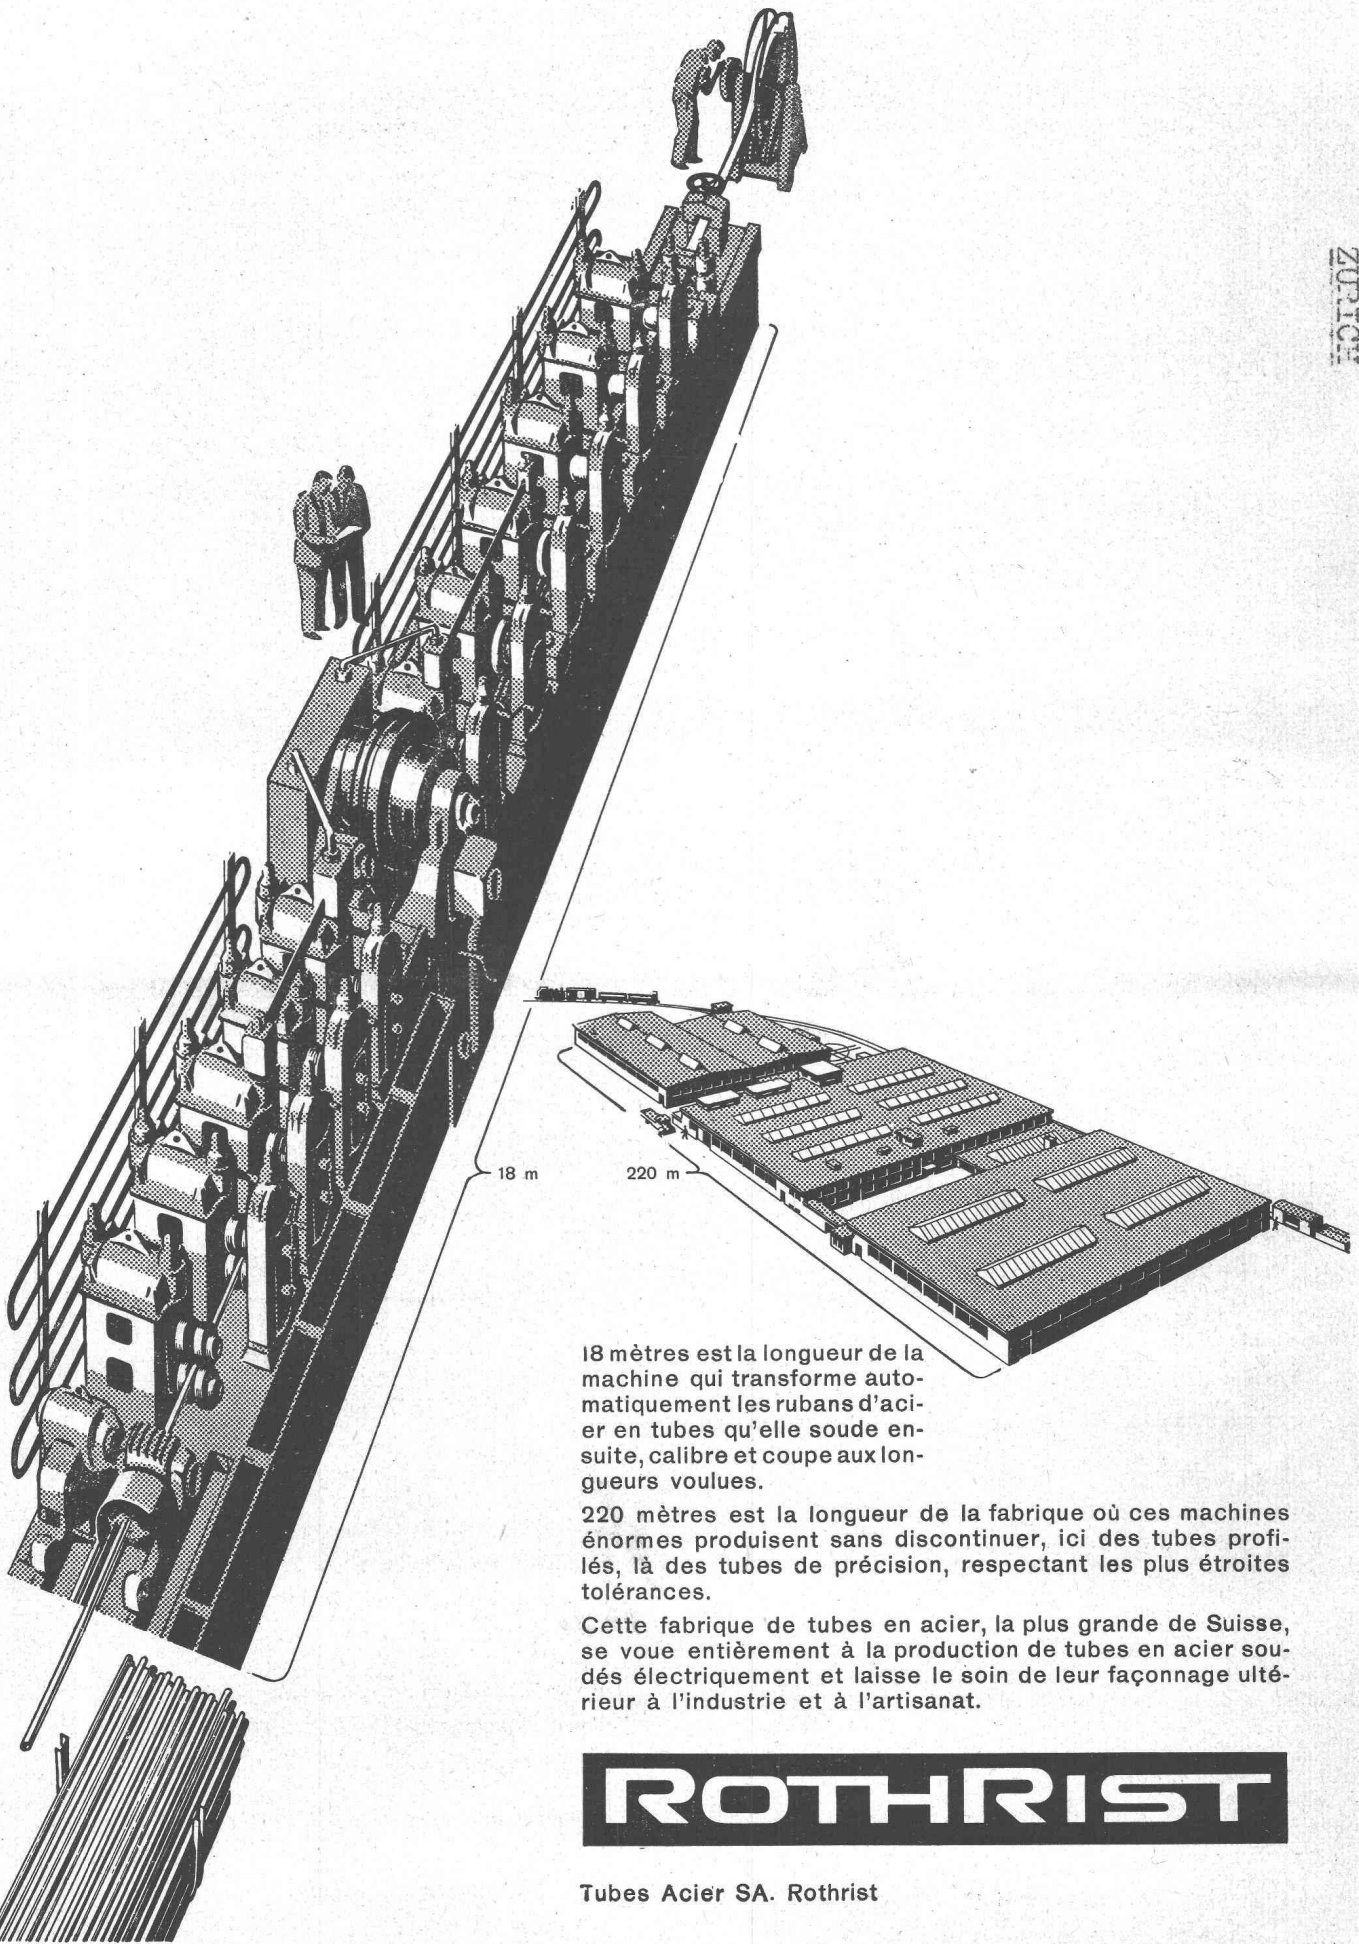 ZURICH
18 m
220 m
18 mètres est la longueur de la
machine qui transforme auto-
matiquement les rubans d'aci-
er en tubes qu'elle soude en-
suite, calibre et coupe aux lon-
gueurs voulues.
220 mètres est la longueur de la fabrique où ces machines
énormes produisent sans discontinuer, ici des tubes profi-
lés, là des tubes de précision, respectant les plus étroites
tolérances.
Cette fabrique de tubes en acier, la plus grande de Suisse,
se voue entièrement à la production de tubes en acier sou-
dés électriquement et laisse le soin de leur façonnage ulté-
rieur à l'industrie et à l'artisanat.
ROTHRIST
Tubes Acier SA. Rothrist